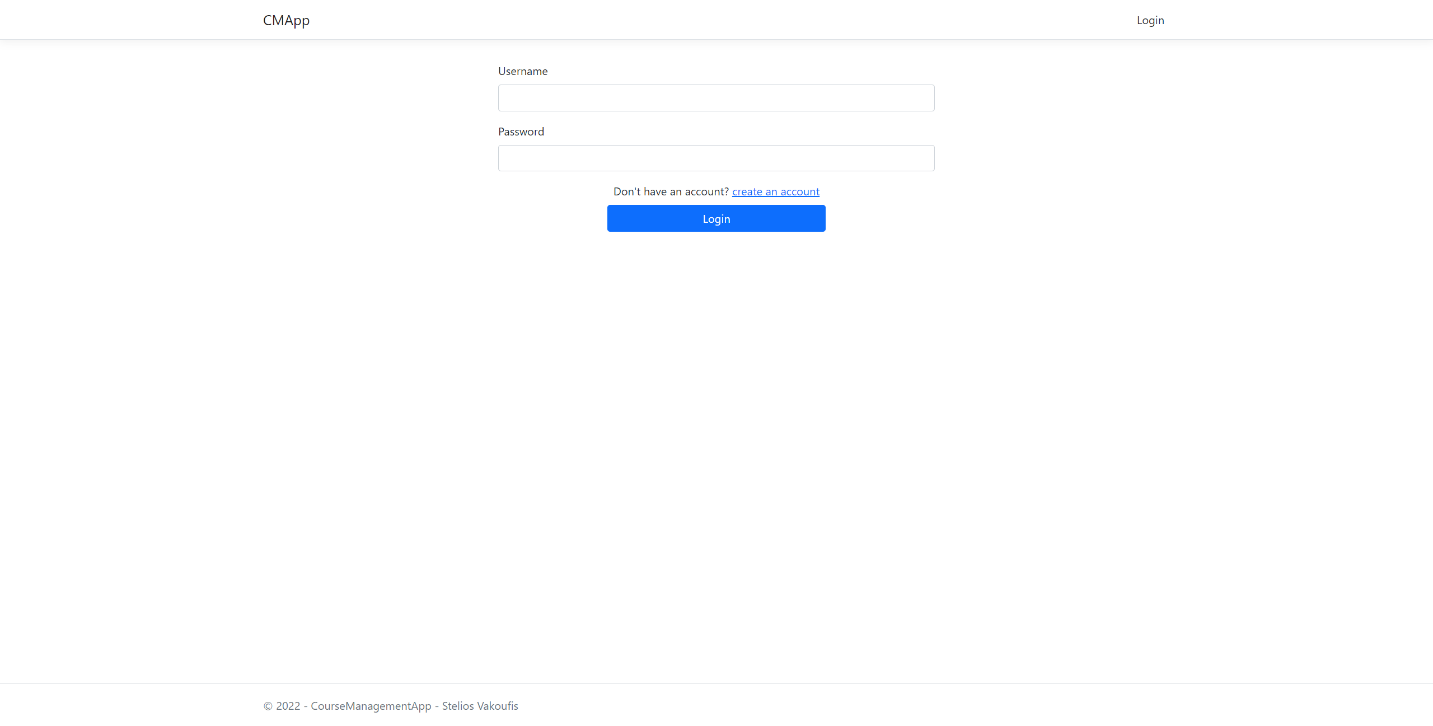 CMApp
Login
Username
Password
Don't have an account? create an account
Login
© 2022 - CourseManagementApp - Stelios Vakoufis